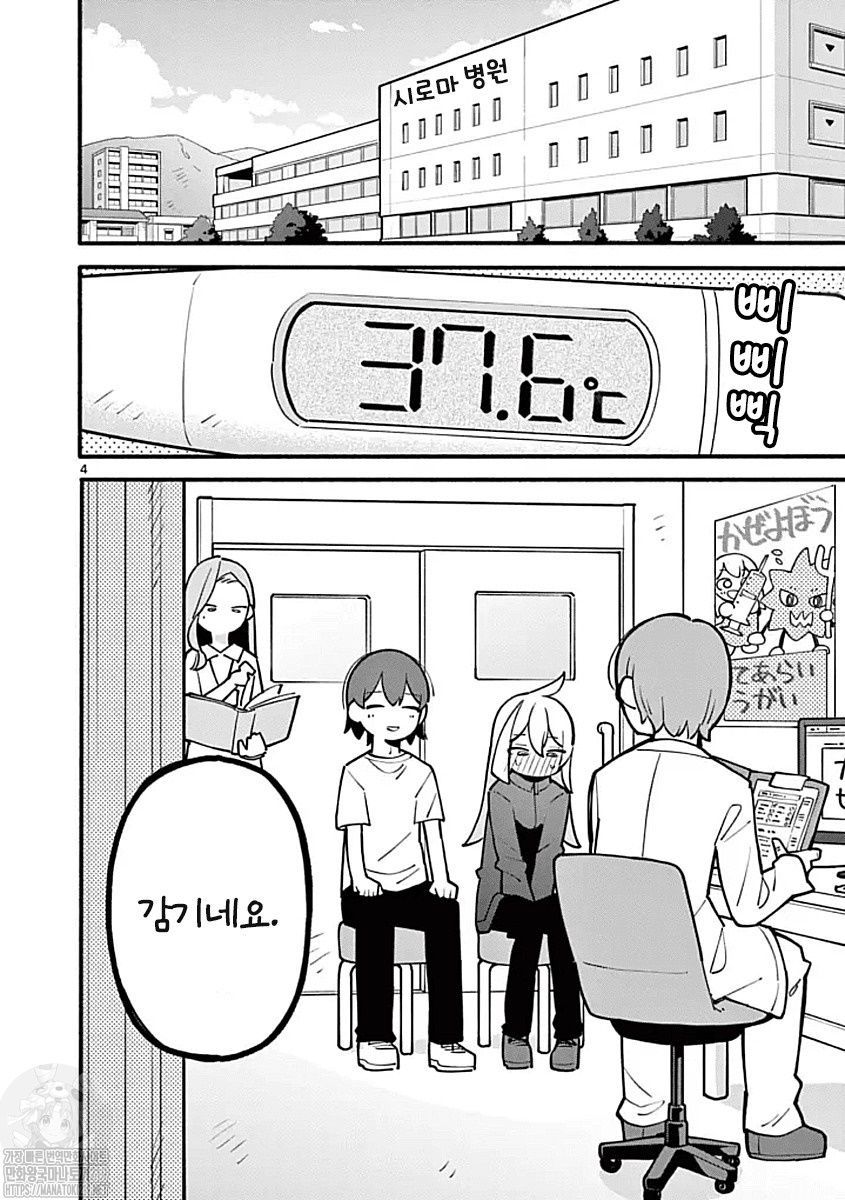 시로마 병원
37.6℃
삐
삐
삑
4
かぜよぼう
てあらい
うがい
감기네요.
가장 빠른 번역만화사이트
만화왕국마나토끼
HTTPS://MANATOKI